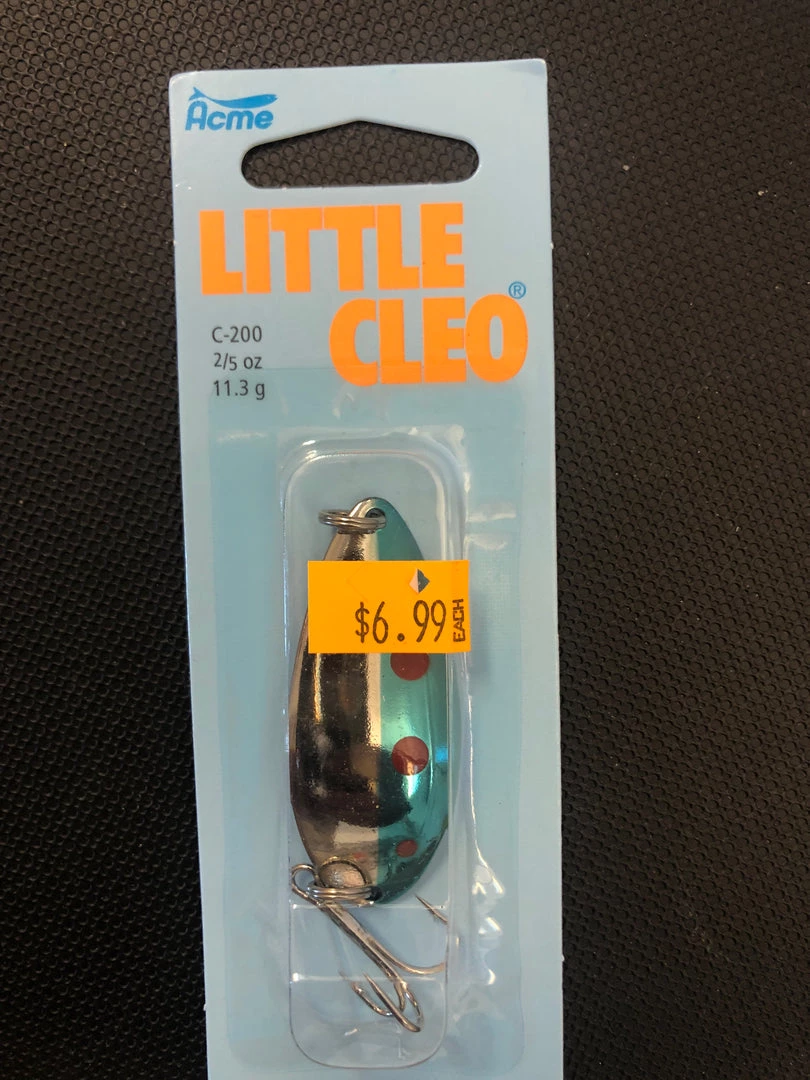 Acme
LITTLE
CLEO®
C-200
2/5 oz
11.3 g
$6.99
EACH